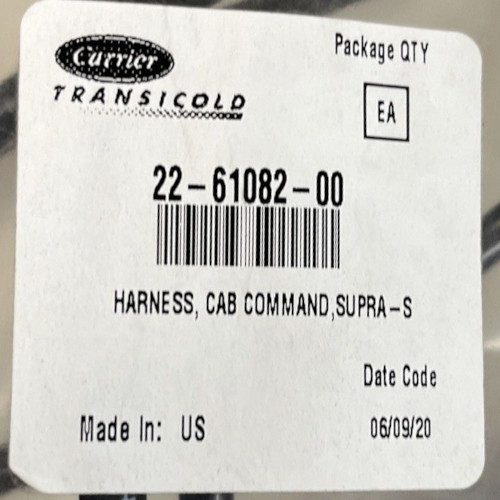 Carrier
TRANSICOLD
Package QTY
EA
22-61082-00
HARNESS, CAB COMMAND,SUPRA-S
Date Code
Made In: US
06/09/20